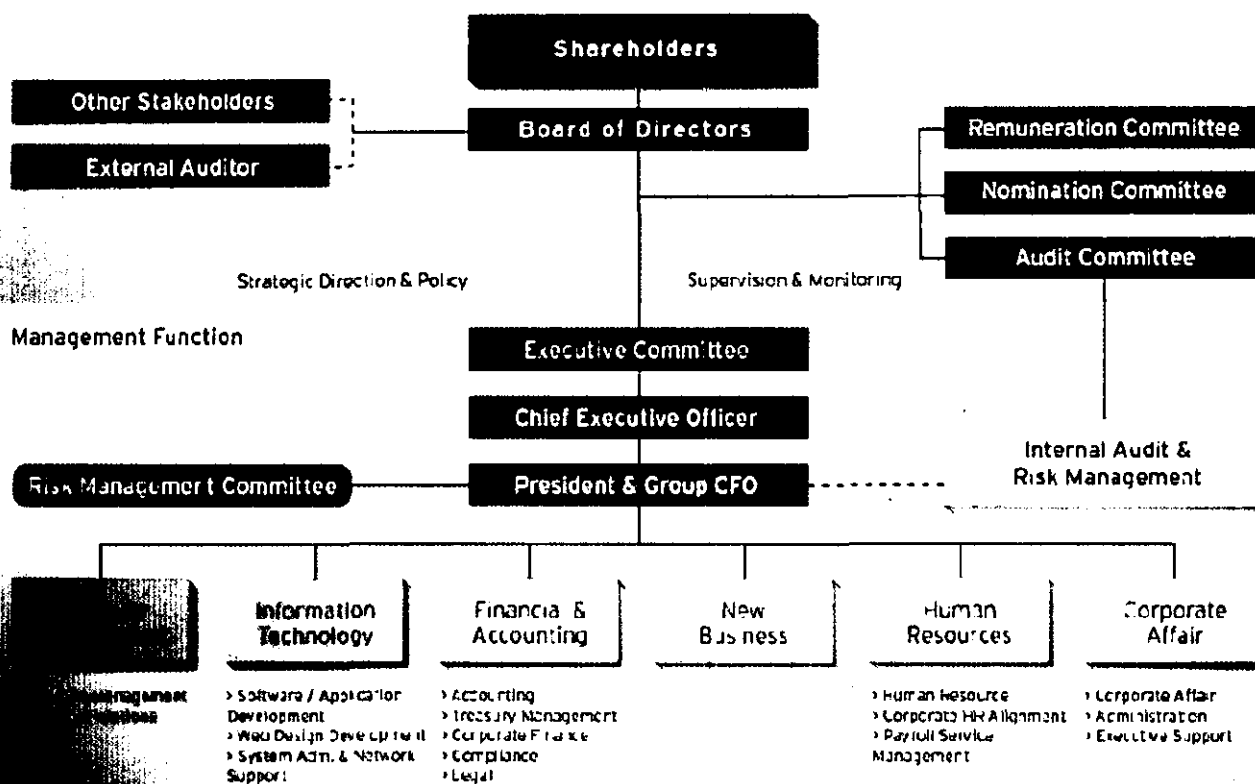 Shareholders
Other Stakeholders
Board of Directors
Remuneration Committee
External Auditor
Nomination Committee
Audit Committee
Strategic Direction & Policy
Supervision & Monitoring
Management Function
Executive Committee
Chief Executive Officer
Internal Audit &
Risk Management
Risk Management Committee
President & Group CFO
Information
Technology
Financial &
Accounting
New
Business
Human
Resources
Corporate
Affair
› Software / Application
Development
› Web Design Development
› System Adm. & Network
Support
› Accounting
› Treasury Management
› Corporate Finance
› Compliance
› Legal
› Human Resource
› Corporate HR Alignment
› Payroll Service
Management
› Corporate Affair
› Administration
› Executive Support